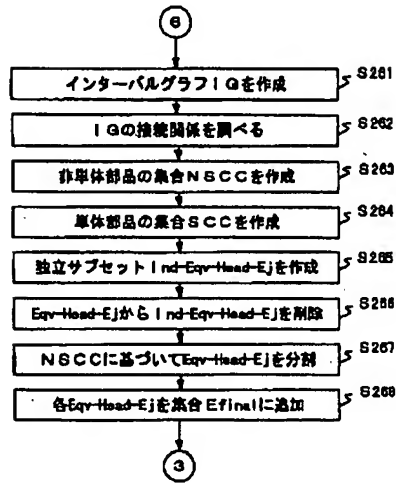 6
インターバルグラフIGを作成
S261
IGの接続関係を調べる
S262
非単体部品の集合NSCCを作成
S263
単体部品の集合SCCを作成
S264
独立サブセットInd-Eqv-Head-Ejを作成
S265
Eqv-Head-EjからInd-Eqv-Head-Ejを削除
S266
NSCCに基づいてEqv-Head-Ejを分割
S267
各Eqv-Head-Ejを集合Efinalに追加
S268
3